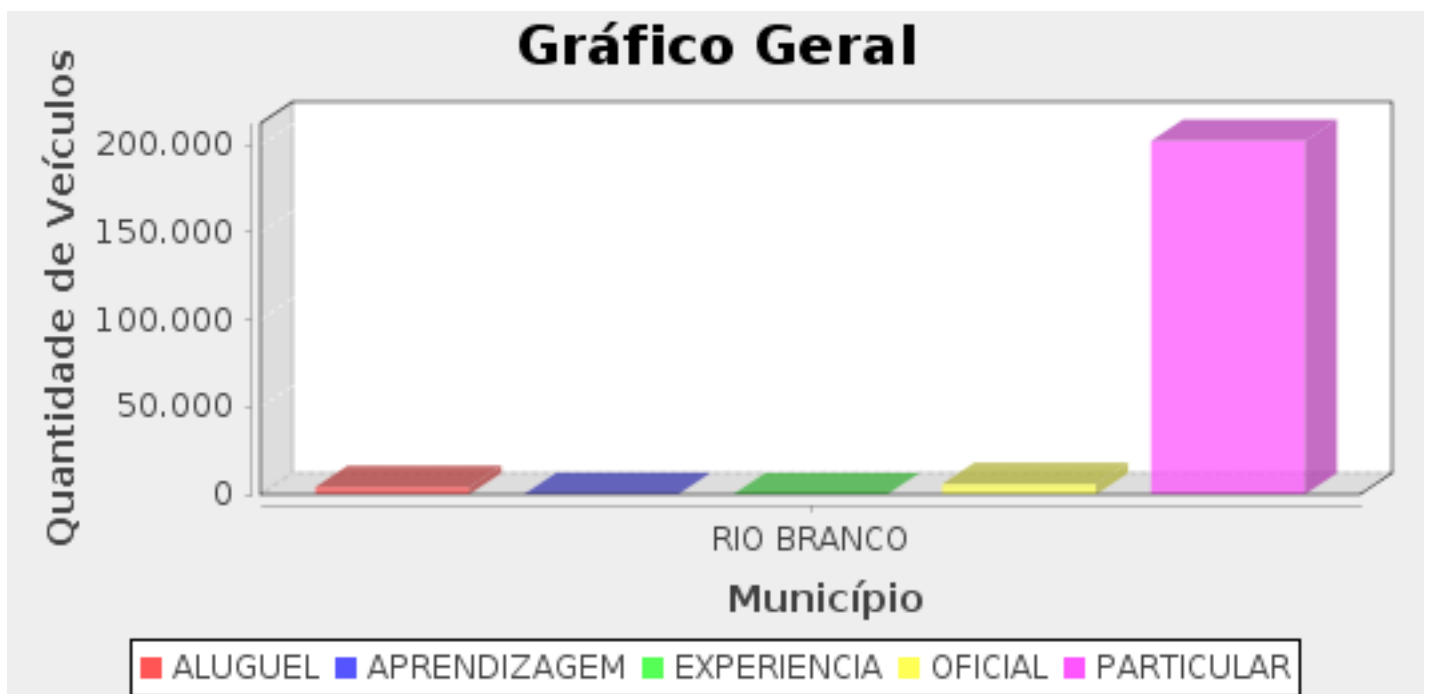 Gráfico Geral
Quantidade de Veículos
200.000
150.000
100.000
50.000
0
RIO BRANCO
Município
ALUGUEL APRENDIZAGEM EXPERIENCIA OFICIAL PARTICULAR